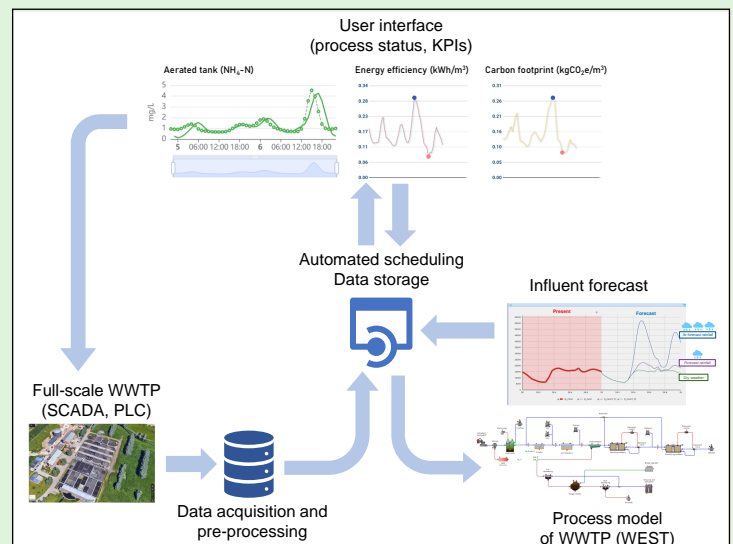 User interface
(process status, KPIs)
Aerated tank (NH₄-N)
Energy efficiency (kWh/m³)
Carbon footprint (kgCO₂e/m³)
mg/L
5
4
3
2
1
0
5 06:00 12:00 18:00 6 06:00 12:00 18:00
0.34
0.28
0.23
0.17
0.11
0.06
0.00
0.31
0.26
0.21
0.16
0.10
0.05
0.00
Automated scheduling
Data storage
Influent forecast
Present
Forecast
Forecast rainfall
Dry weather
Full-scale WWTP
(SCADA, PLC)
Data acquisition and
pre-processing
Process model
of WWTP (WEST)